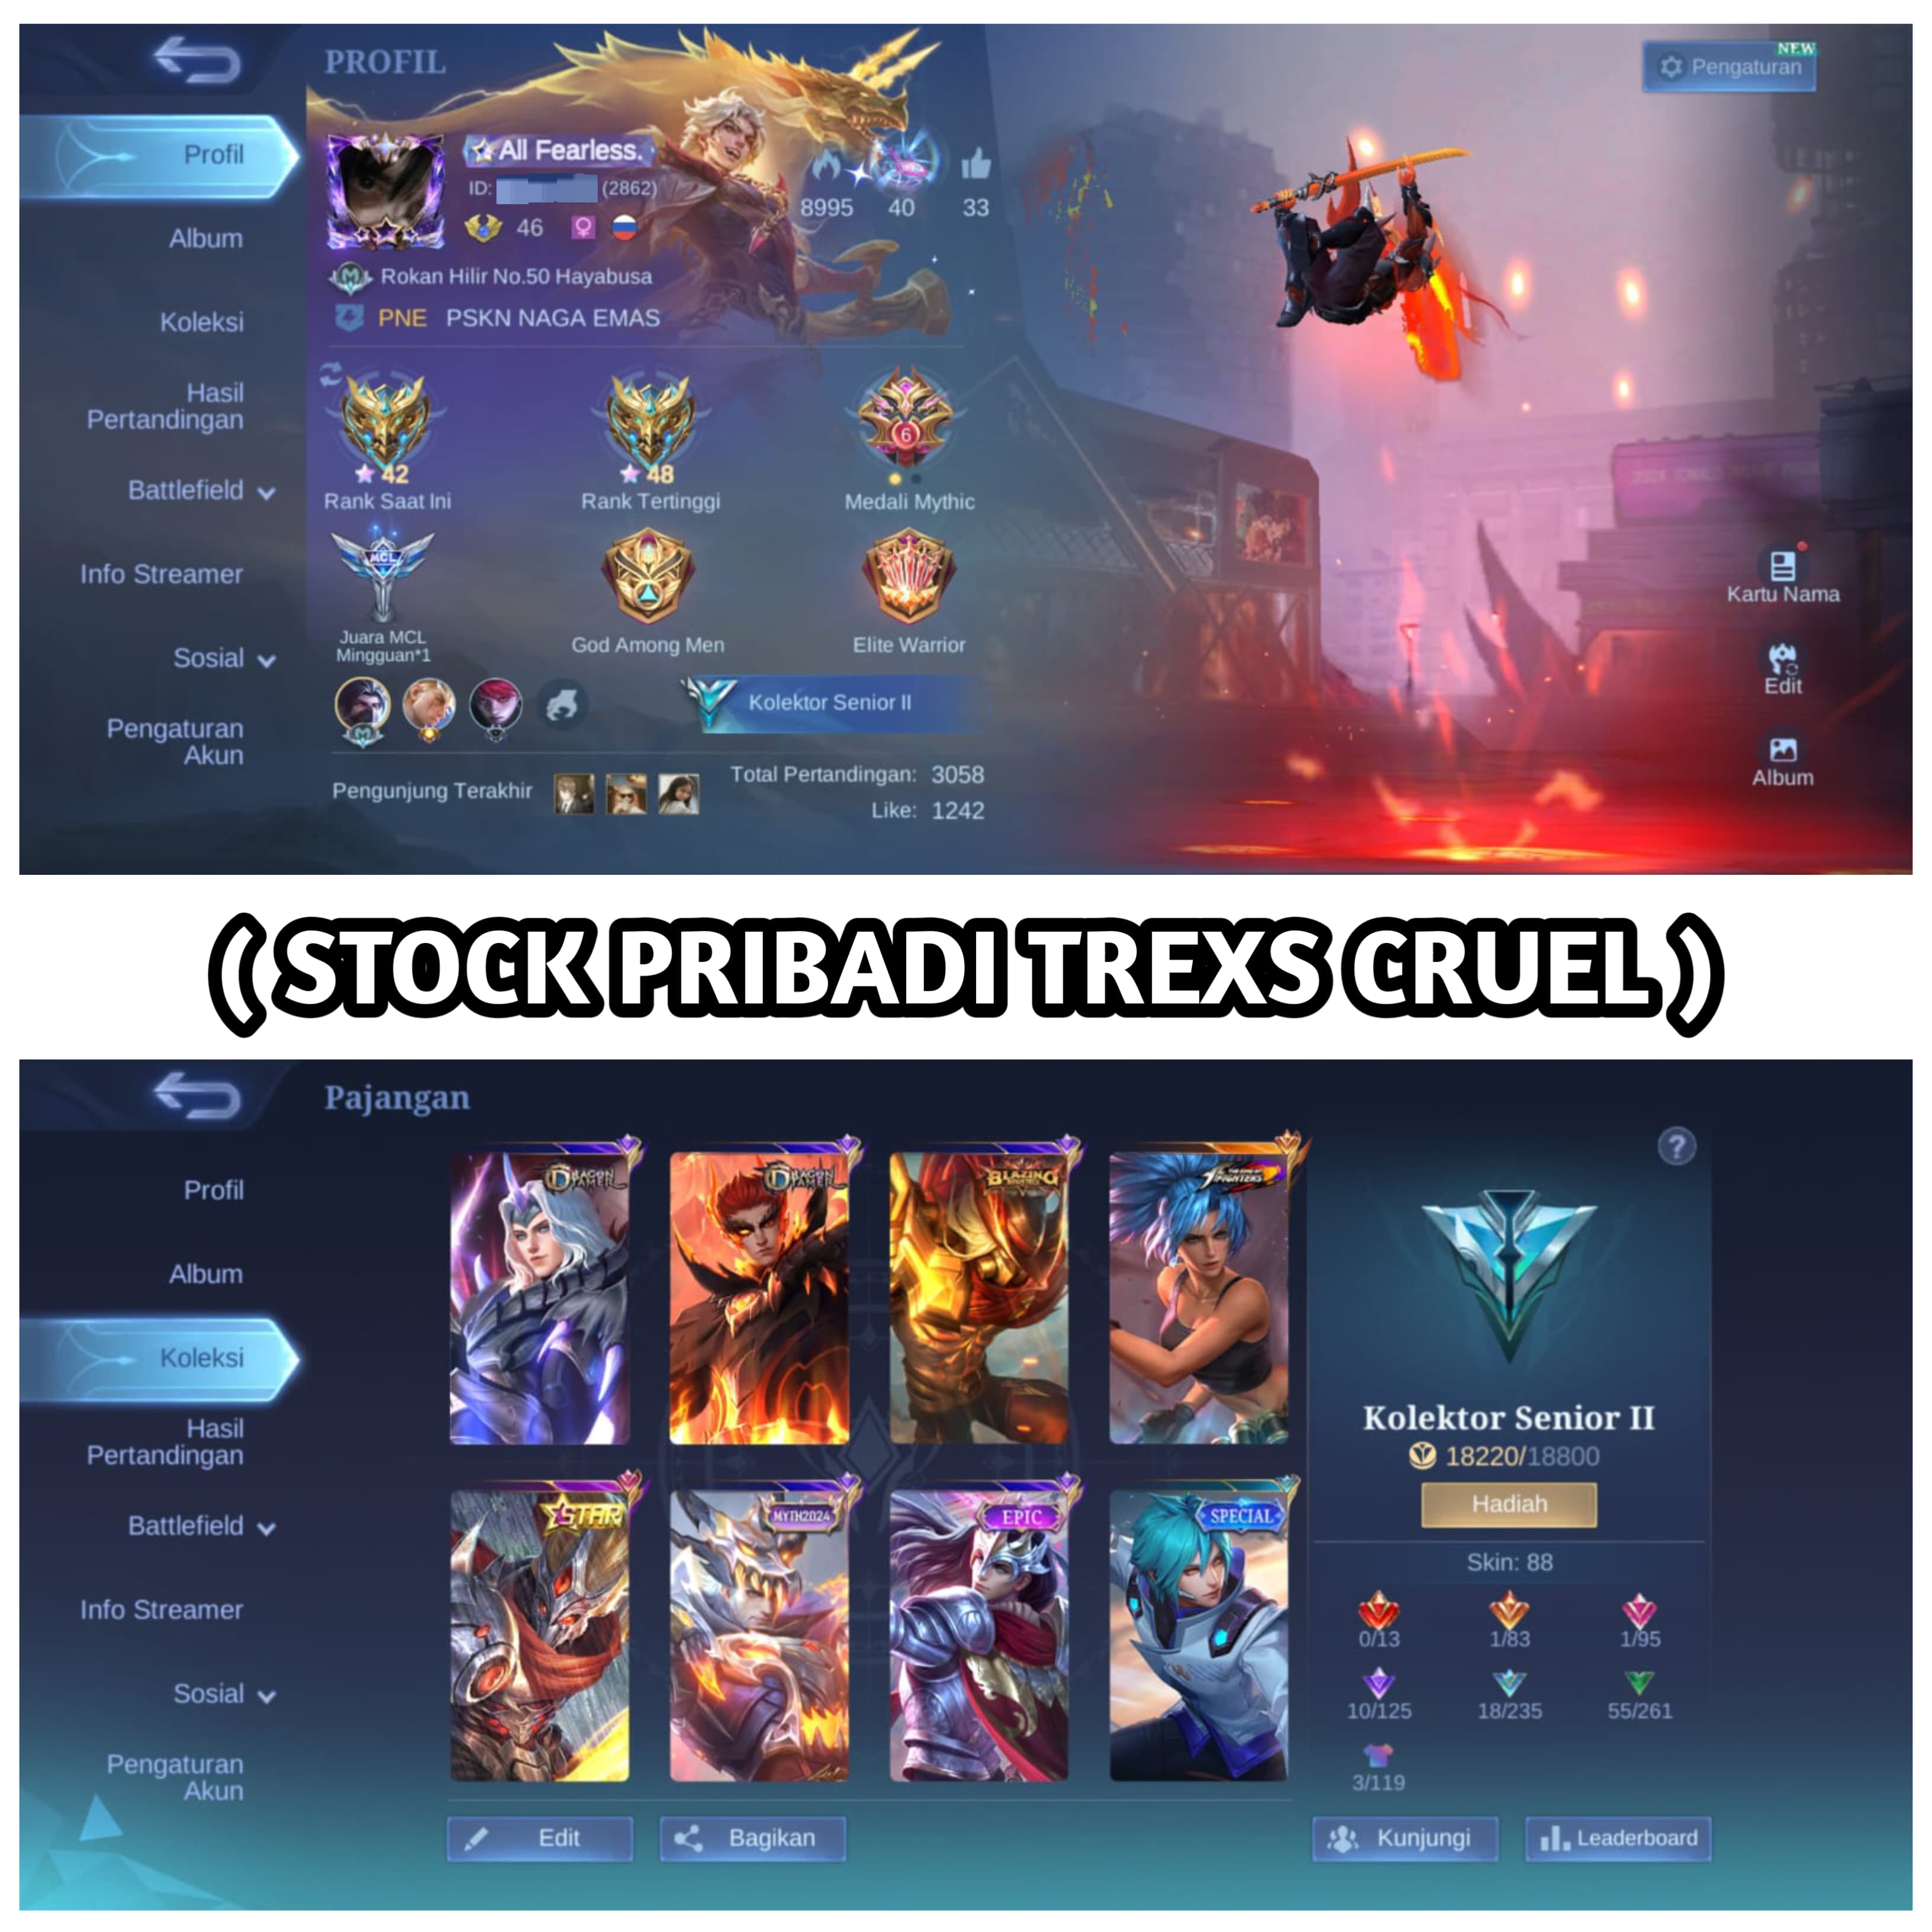 PROFIL
NEW
Pengaturan
Profil
Album
Koleksi
Hasil
Pertandingan
Battlefield
Info Streamer
Sosial
Pengaturan
Akun
All Fearless.
ID: (2862)
46
8995 40 33
Rokan Hilir No.50 Hayabusa
PNE PSKN NAGA EMAS
42
Rank Saat Ini
48
Rank Tertinggi
6
Medali Mythic
MCL
Juara MCL
Mingguan*1
God Among Men
Elite Warrior
Kolektor Senior II
Pengunjung Terakhir
Total Pertandingan: 3058
Like: 1242
Kartu Nama
Edit
Album
(STOCK PRIBADI TREXS CRUEL)
Pajangan
Profil
Album
Koleksi
Hasil
Pertandingan
Battlefield
Info Streamer
Sosial
Pengaturan
Akun
STAR
MYTH2024
EPIC
SPECIAL
?
Kolektor Senior II
18220/18800
Hadiah
Skin: 88
0/13 1/83 1/95
10/125 18/235 55/261
3/119
Edit
Bagikan
Kunjungi
Leaderboard